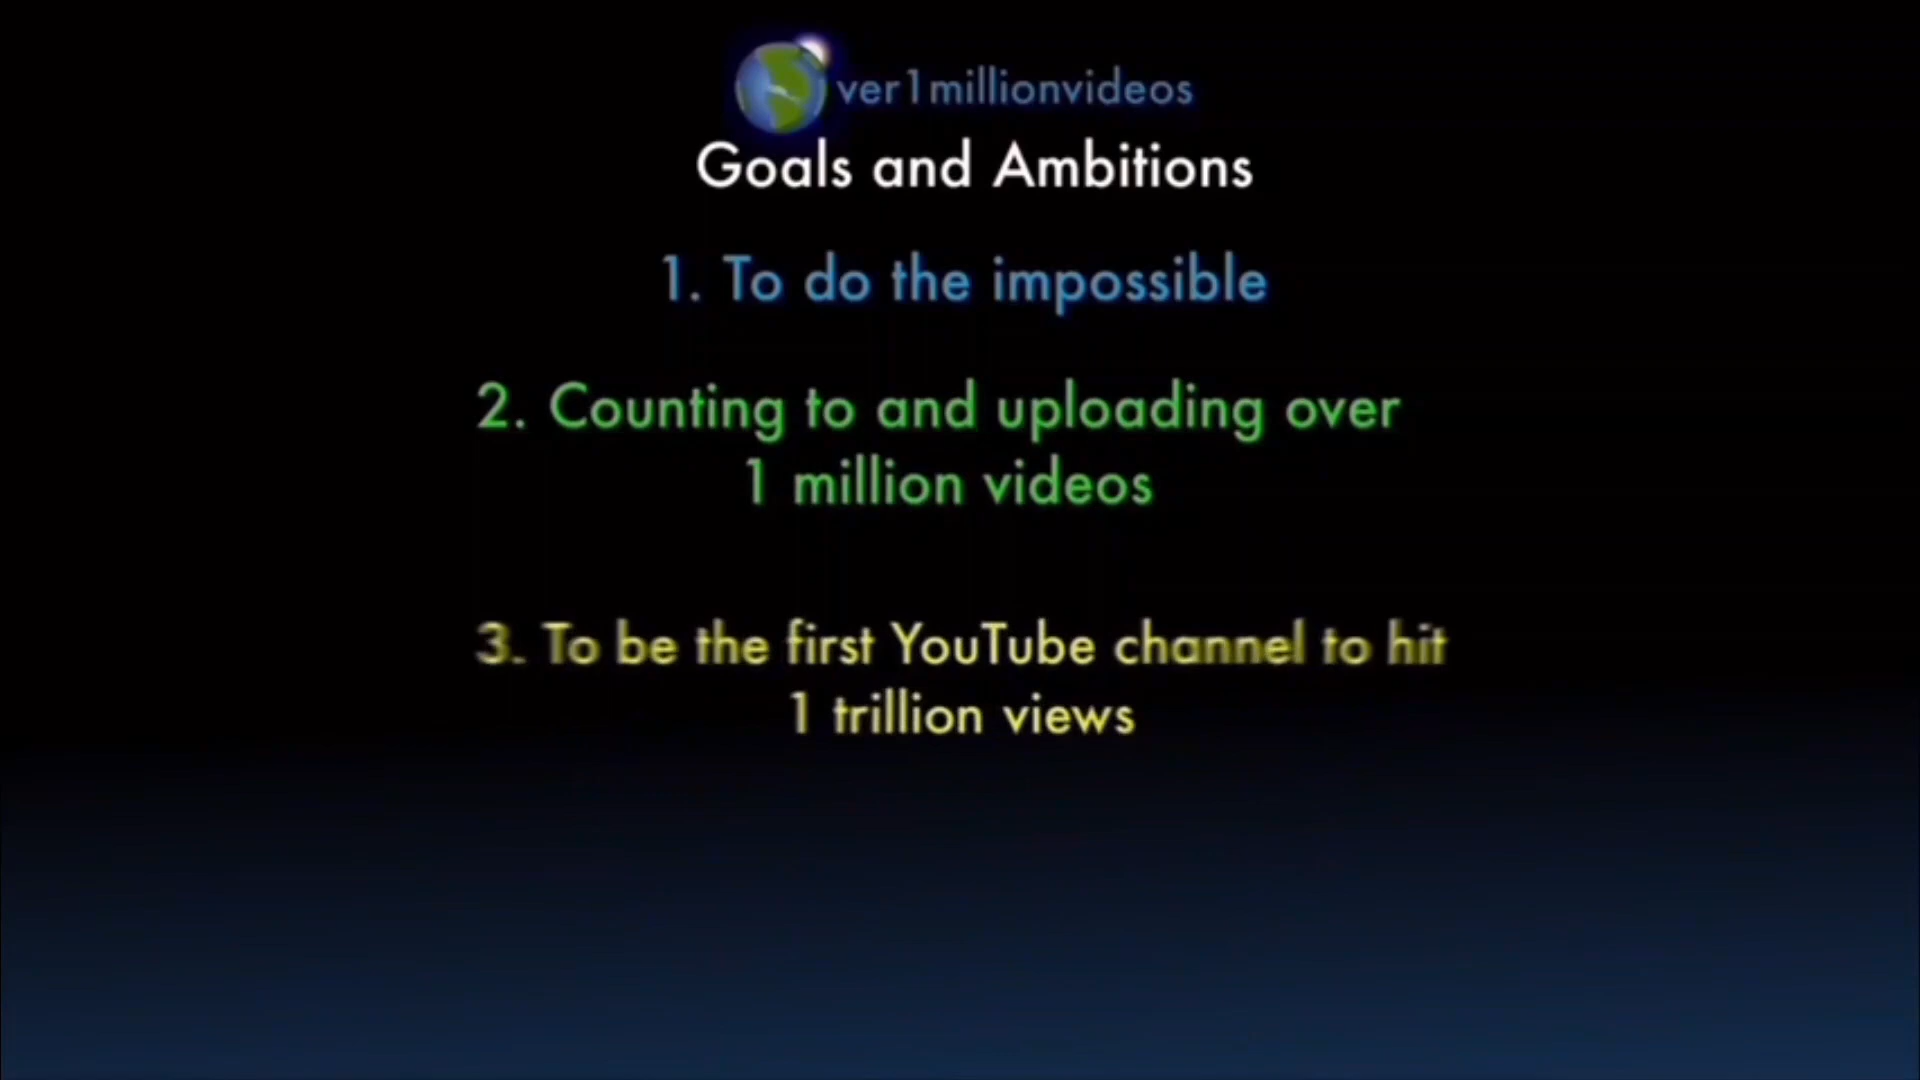 ver1millionvideos
Goals and Ambitions
1. To do the impossible
2. Counting to and uploading over
1 million videos
3. To be the first YouTube channel to hit
1 trillion views